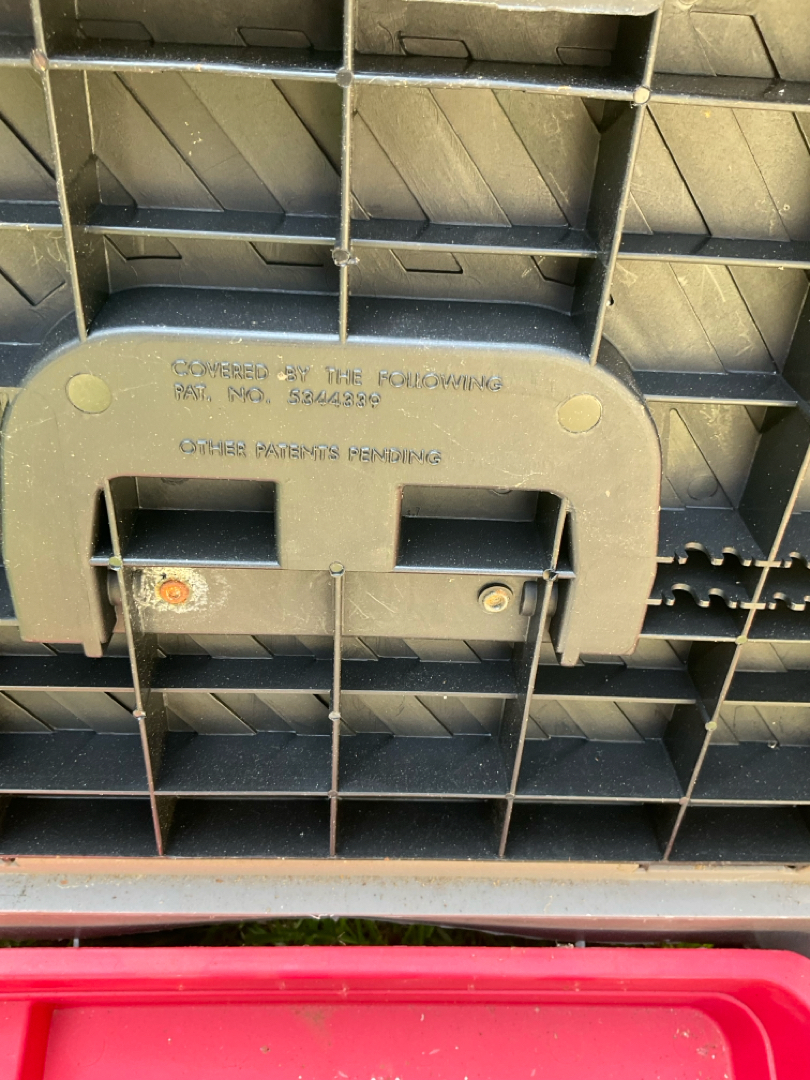 COVERED BY THE FOLLOWING
PAT. NO. 5344339
OTHER PATENTS PENDING